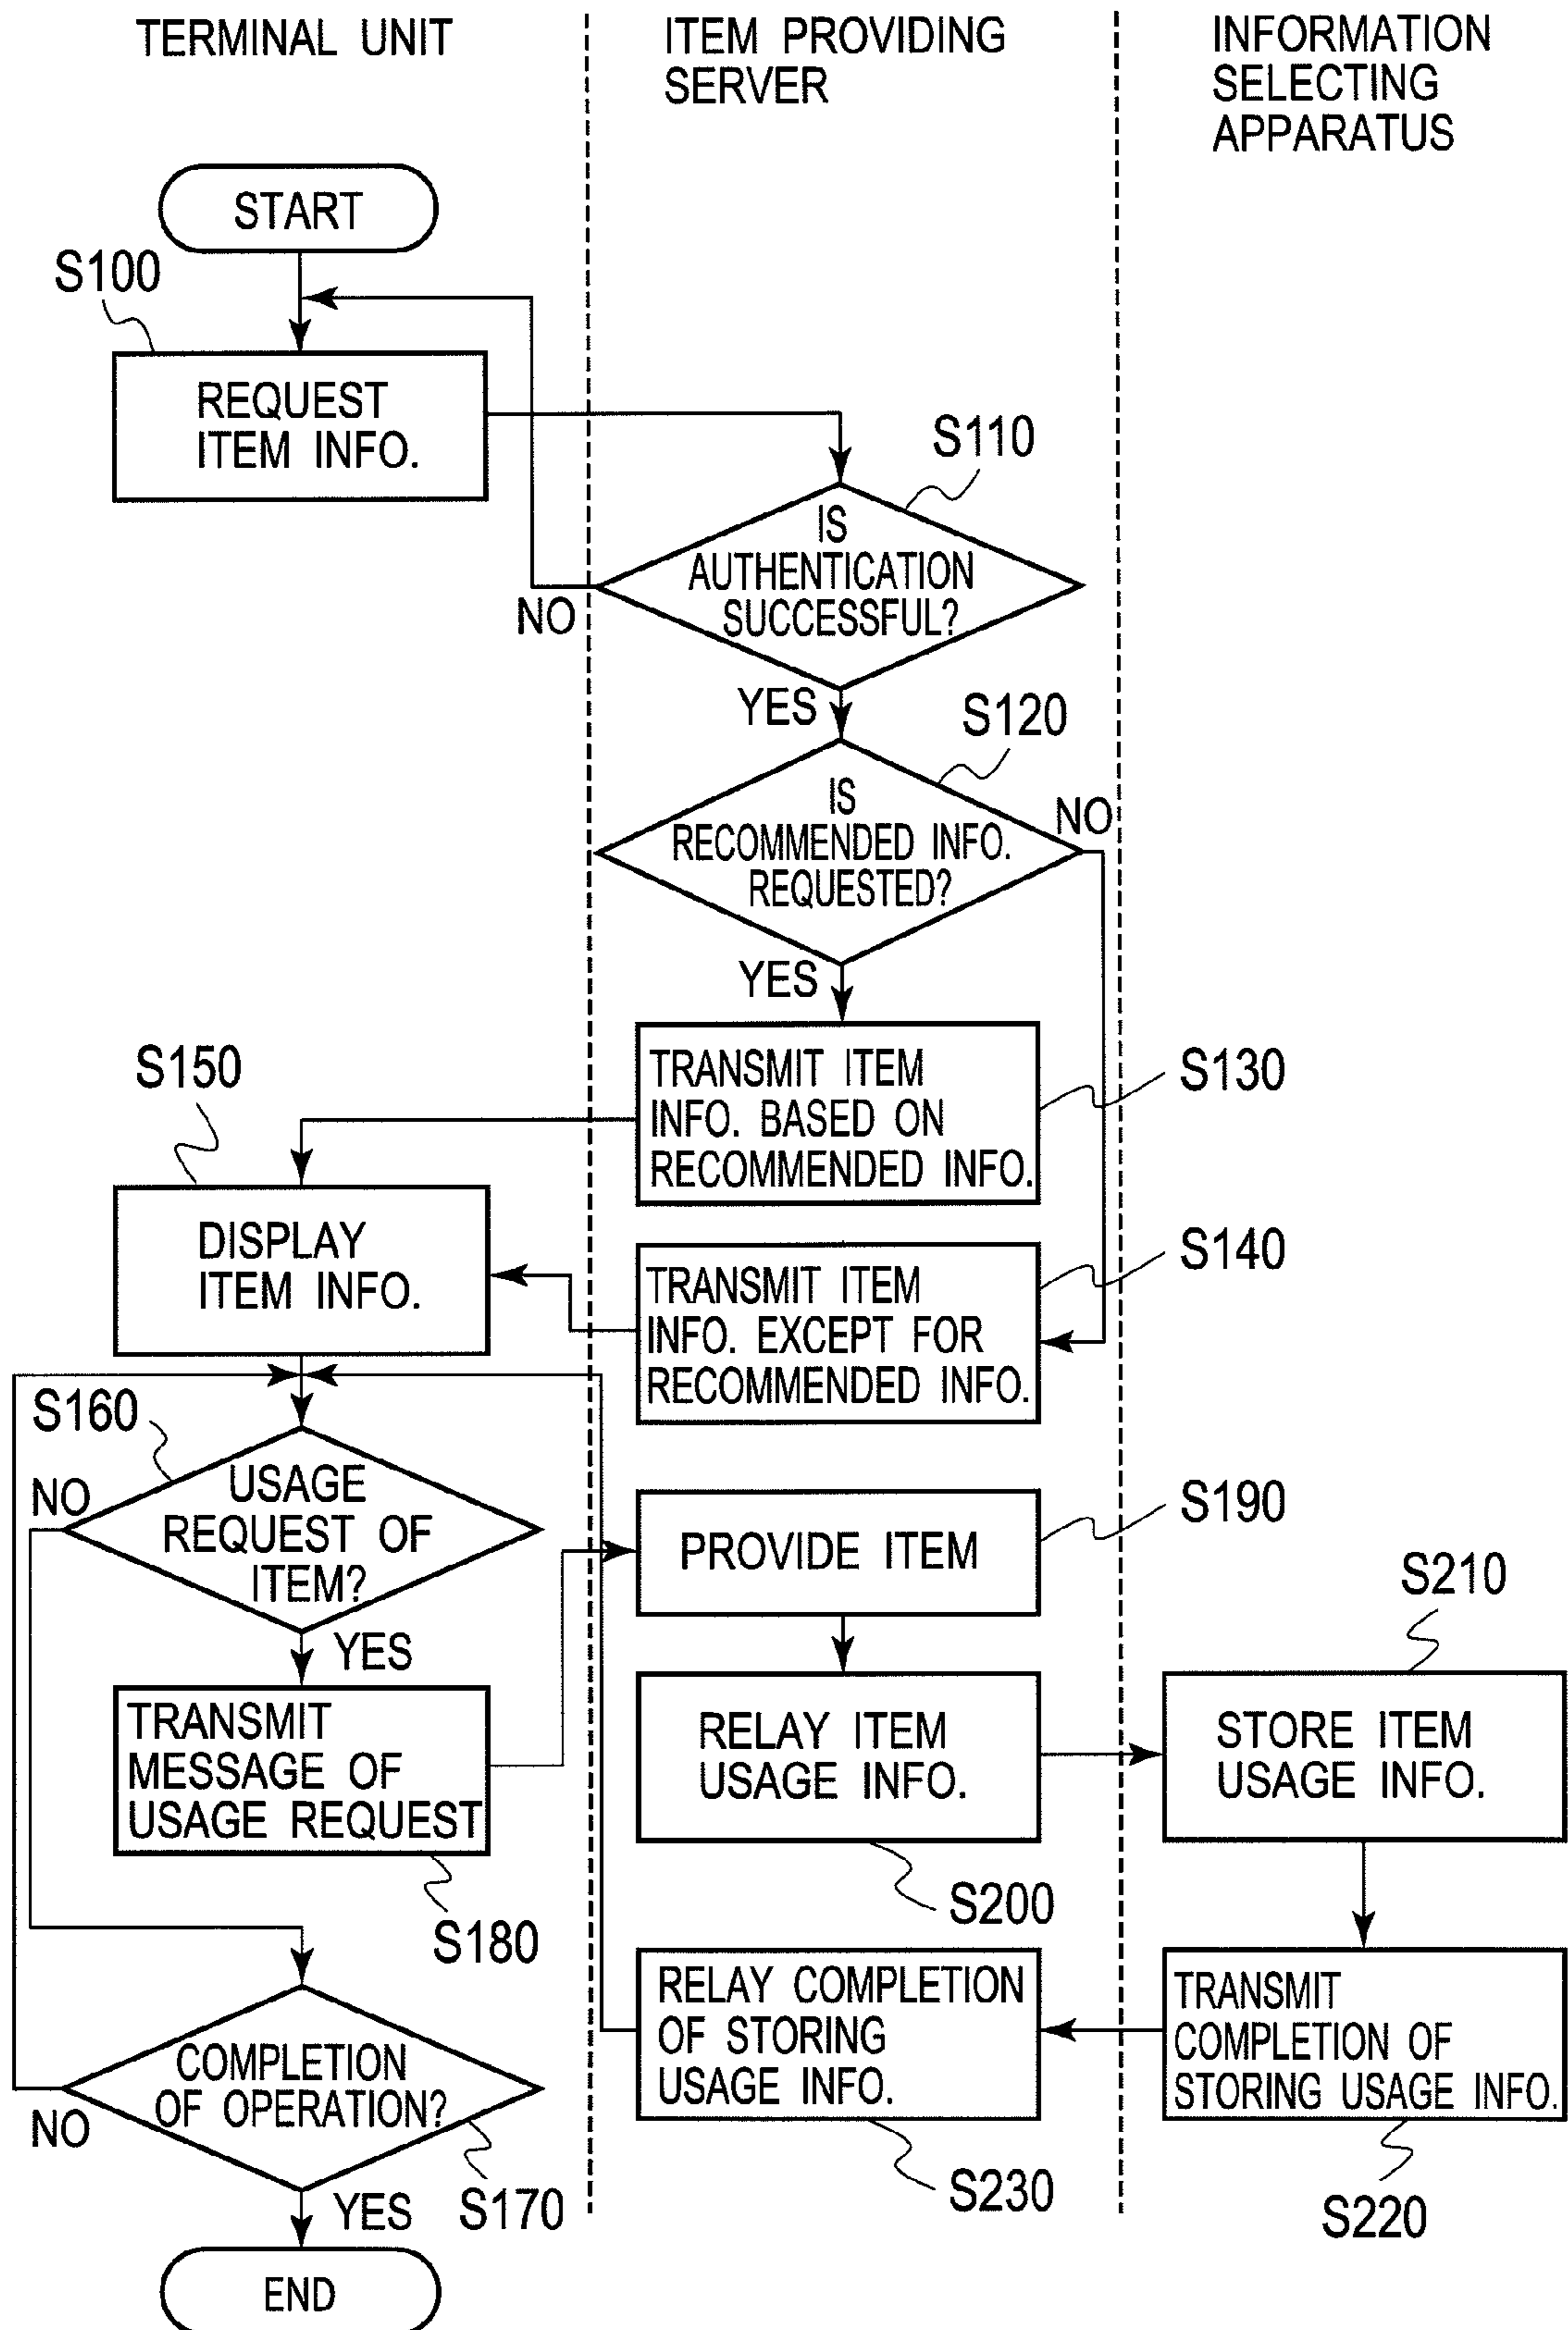 TERMINAL UNIT
ITEM PROVIDING
SERVER
INFORMATION
SELECTING
APPARATUS
START
S100
REQUEST
ITEM INFO.
S110
IS
AUTHENTICATION
SUCCESSFUL?
NO
YES
S120
IS
RECOMMENDED INFO.
REQUESTED?
NO
YES
S130
TRANSMIT ITEM
INFO. BASED ON
RECOMMENDED INFO.
S150
DISPLAY
ITEM INFO.
S140
TRANSMIT ITEM
INFO. EXCEPT FOR
RECOMMENDED INFO.
S160
NO
USAGE
REQUEST OF
ITEM?
YES
S190
PROVIDE ITEM
S210
TRANSMIT
MESSAGE OF
USAGE REQUEST
S180
RELAY ITEM
USAGE INFO.
S200
STORE ITEM
USAGE INFO.
COMPLETION
OF OPERATION?
NO
S170
YES
RELAY COMPLETION
OF STORING
USAGE INFO.
S230
TRANSMIT
COMPLETION OF
STORING USAGE INFO.
S220
END